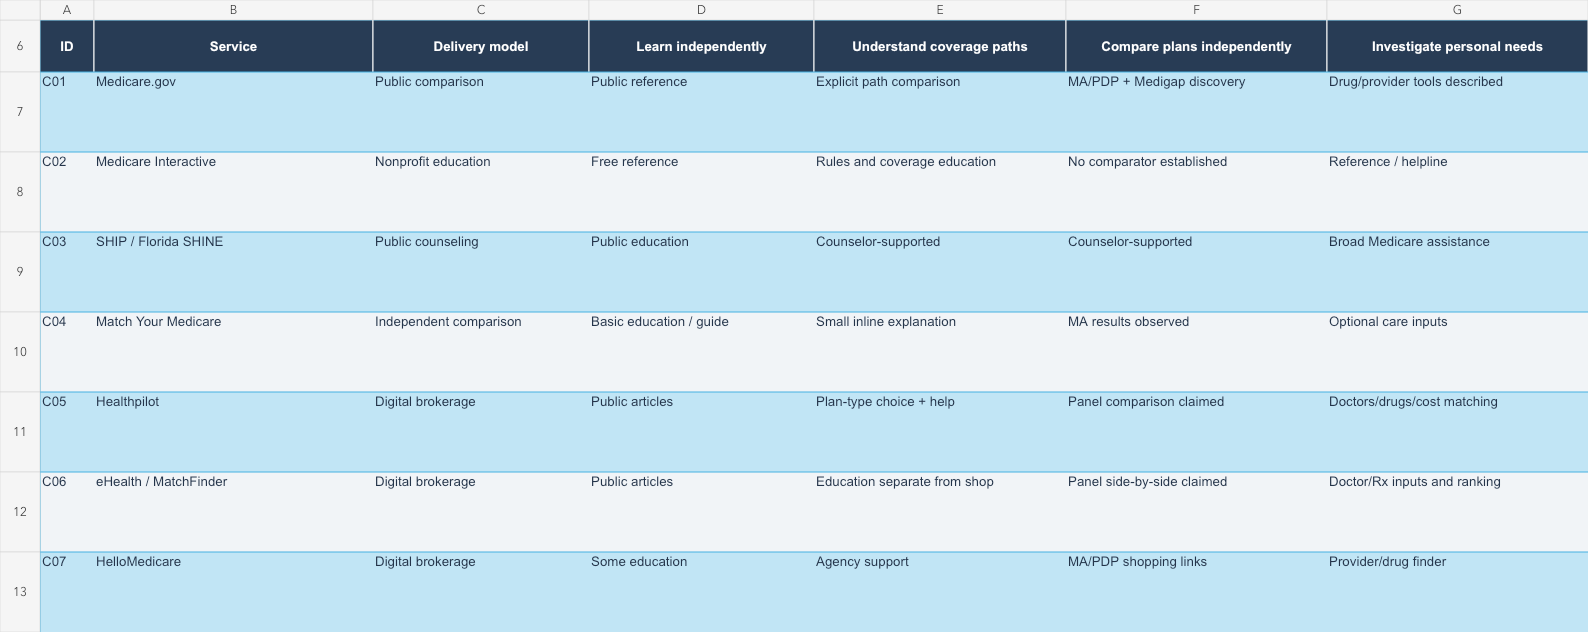 A B C D E F G
6 ID Service Delivery model Learn independently Understand coverage paths Compare plans independently Investigate personal needs
7 C01 Medicare.gov Public comparison Public reference Explicit path comparison MA/PDP + Medigap discovery Drug/provider tools described
8 C02 Medicare Interactive Nonprofit education Free reference Rules and coverage education No comparator established Reference / helpline
9 C03 SHIP / Florida SHINE Public counseling Public education Counselor-supported Counselor-supported Broad Medicare assistance
10 C04 Match Your Medicare Independent comparison Basic education / guide Small inline explanation MA results observed Optional care inputs
11 C05 Healthpilot Digital brokerage Public articles Plan-type choice + help Panel comparison claimed Doctors/drugs/cost matching
12 C06 eHealth / MatchFinder Digital brokerage Public articles Education separate from shop Panel side-by-side claimed Doctor/Rx inputs and ranking
13 C07 HelloMedicare Digital brokerage Some education Agency support MA/PDP shopping links Provider/drug finder